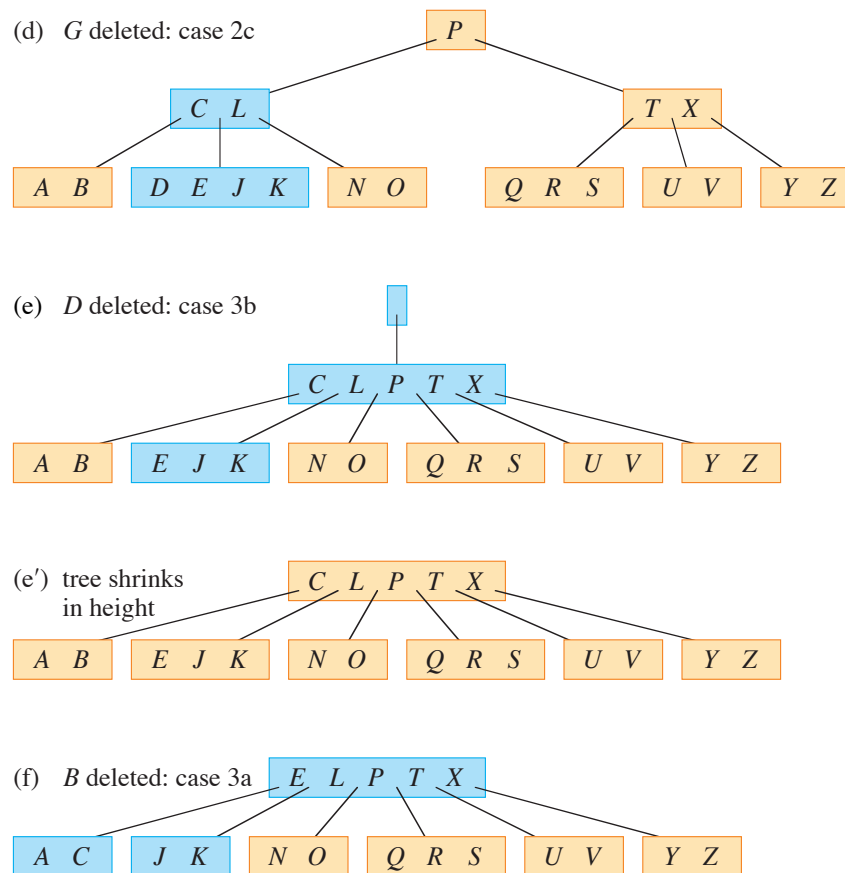 (d) G deleted: case 2c P
C L T X
A B D E J K N O Q R S U V Y Z
(e) D deleted: case 3b
C L P T X
A B E J K N O Q R S U V Y Z
(e′) tree shrinks C L P T X
in height
A B E J K N O Q R S U V Y Z
(f) B deleted: case 3a E L P T X
A C J K N O Q R S U V Y Z